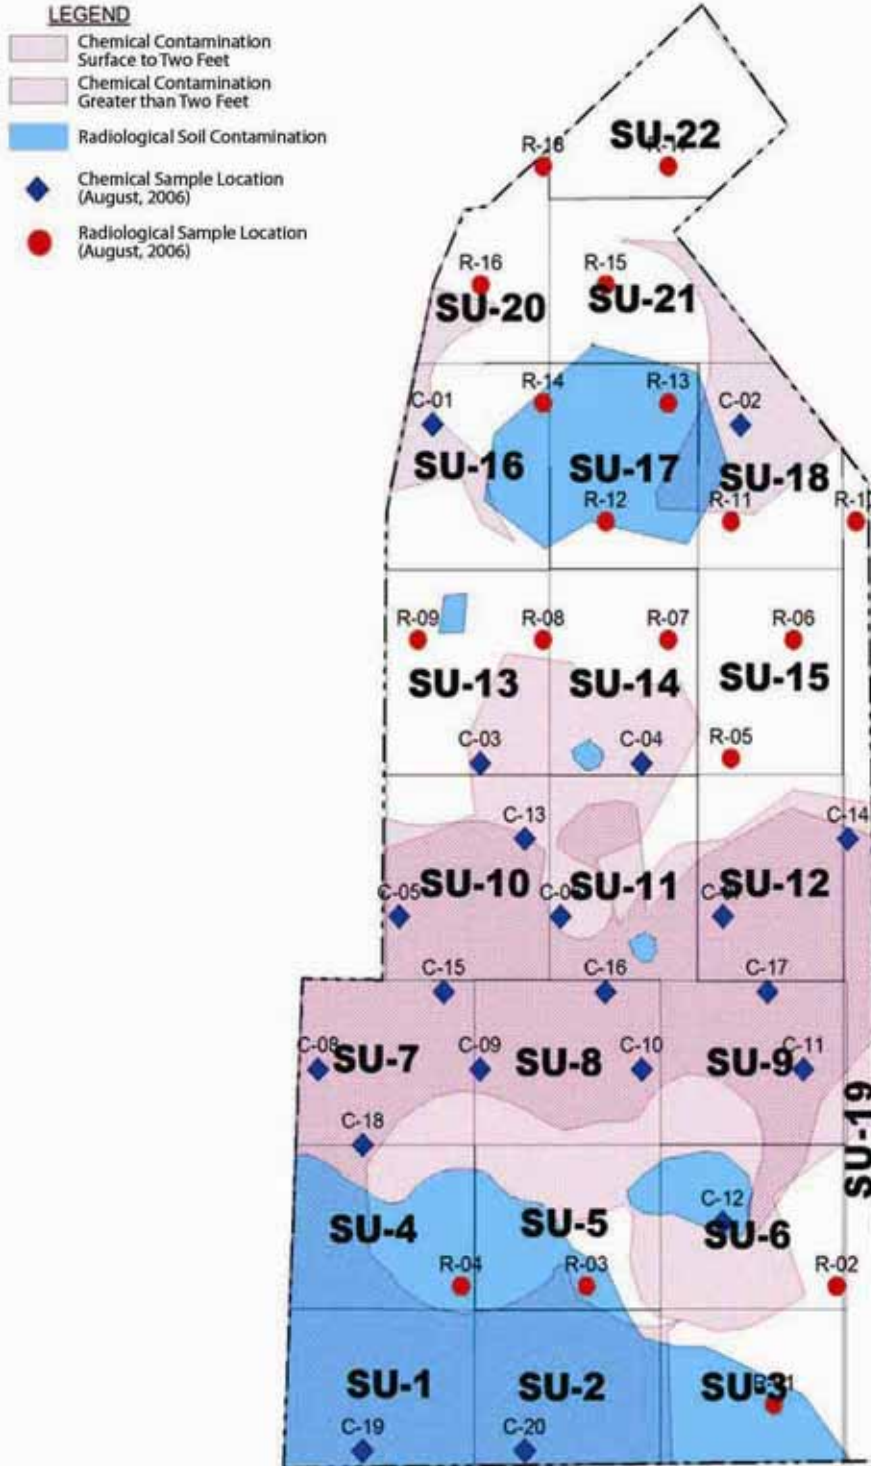 LEGEND
Chemical Contamination
Surface to Two Feet
Chemical Contamination
Greater than Two Feet
Radiological Soil Contamination
Chemical Sample Location
(August, 2006)
Radiological Sample Location
(August, 2006)
SU-22
R-18
R-16
R-15
SU-20
SU-21
R-14
R-13
C-01
C-02
SU-16
SU-17
SU-18
R-12
R-11
R-09
R-08
R-07
R-06
SU-13
SU-14
SU-15
C-03
C-04
R-05
C-13
C-14
SU-10
SU-11
SU-12
C-05
C-15
C-16
C-17
C-08
SU-7
C-09
SU-8
C-10
SU-9
C-11
SU-19
C-18
C-12
SU-4
SU-5
SU-6
R-04
R-03
R-02
SU-1
SU-2
SU-3
C-19
C-20